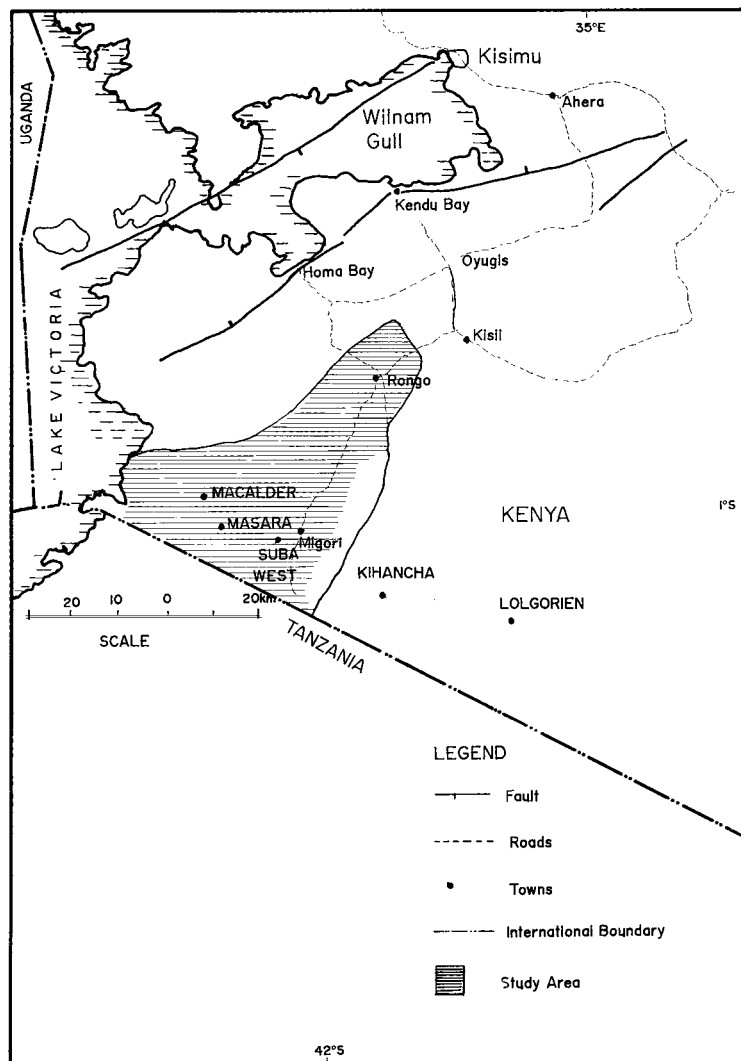 35°E
Kisimu
Ahera
UGANDA
Wilnam
Gull
Kendu Bay
Oyugis
Homa Bay
Kisii
LAKE VICTORIA
Rongo
MACALDER
1°S
KENYA
MASARA
Migori
SUBA
WEST
KIHANCHA
LOLGORIEN
20 10 0 20km
SCALE
TANZANIA
LEGEND
Fault
Roads
Towns
International Boundary
Study Area
42°S